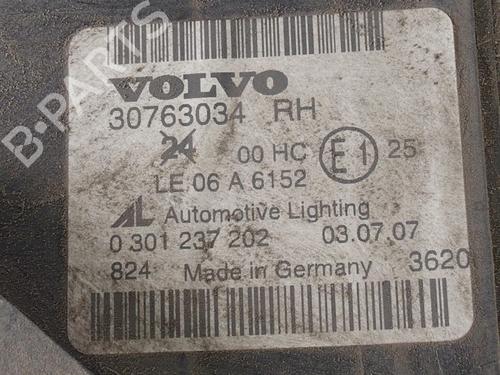 B-PARTS
VOLVO
30763034 RH
24 00 HC E1 25
LE 06 A 6152
AL Automotive Lighting
0 301 237 202 03.07.07
824 Made in Germany 3620